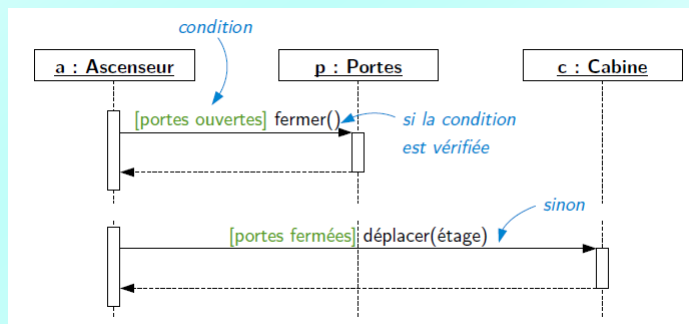 condition
a : Ascenseur
p : Portes
c : Cabine
[portes ouvertes] fermer()
si la condition
est vérifiée
sinon
[portes fermées] déplacer(étage)